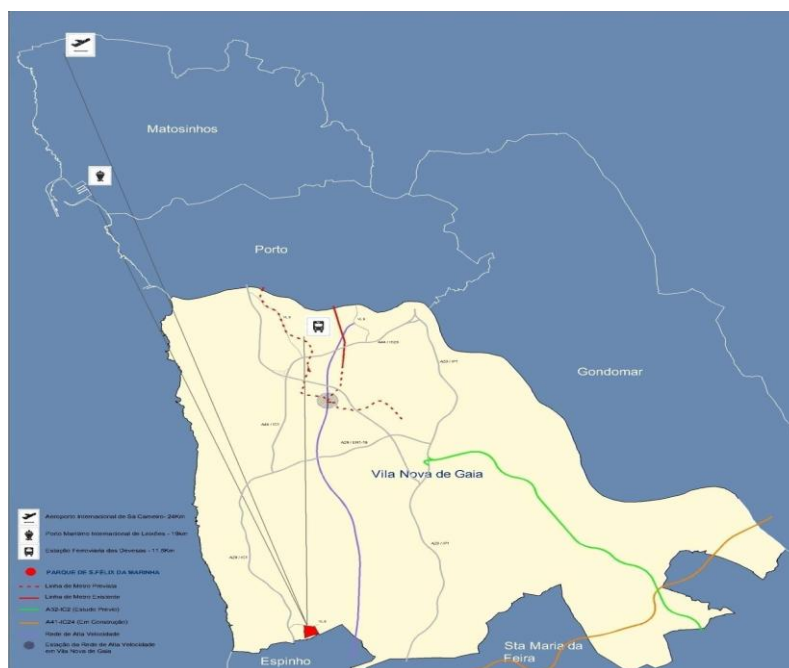 Matosinhos
Porto
Gondomar
Vila Nova de Gaia
Aeroporto Internacional de Sá Carneiro- 24Km
Porto Marítimo Internacional de Leixões - 19km
Estação Ferroviária das Devesas - 11.5Km
PARQUE DE S.FÉLIX DA MARINHA
Linha de Metro Prevista
Linha de Metro Existente
A32-IC2 (Estudo Prévio)
A41-IC24 (Em Construção)
Rede de Alta Velocidade
Estação da Rede de Alta Velocidade
em Vila Nova de Gaia
Espinho
Sta Maria da
Feira